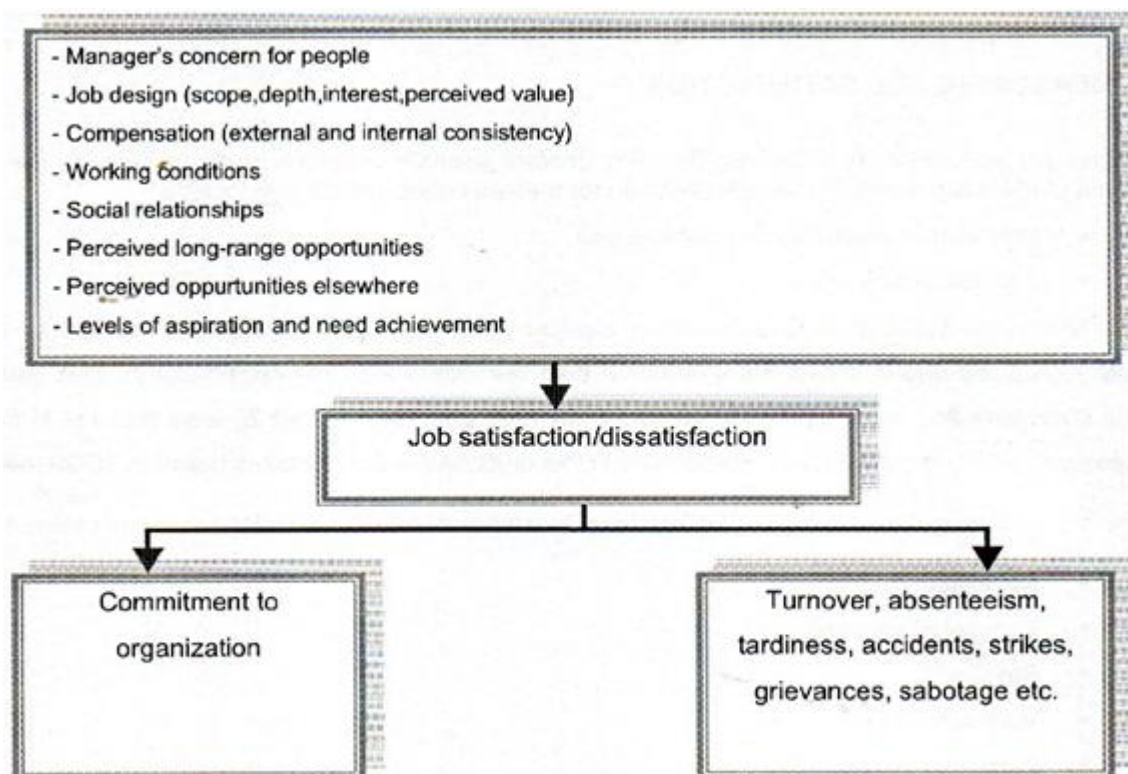 - Manager's concern for people
- Job design (scope,depth,interest,perceived value)
- Compensation (external and internal consistency)
- Working conditions
- Social relationships
- Perceived long-range opportunities
- Perceived oppurtunities elsewhere
- Levels of aspiration and need achievement
Job satisfaction/dissatisfaction
Commitment to
organization
Turnover, absenteeism,
tardiness, accidents, strikes,
grievances, sabotage etc.